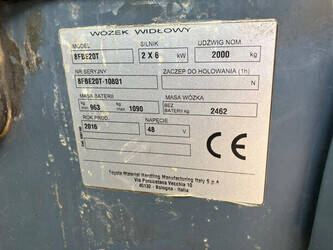 WÓZEK WIDŁOWY
MODEL SILNIK UDŹWIG NOM.
8FBE20T 2 X 6 kW 2000 kg
NR SERYJNY ZACZEP DO HOLOWANIA (1h)
8FBE20T-10801 N
MASA BATERII MASA WÓZKA
min kg 963 max kg 1090 BEZ BATERII kg 2462
ROK PROD. NAPIĘCIE
2016 48 V
CE
Toyota Material Handling Manufacturing Italy S.p.A
Via Persicetana Vecchia 10
40132 - Bologna - Italia